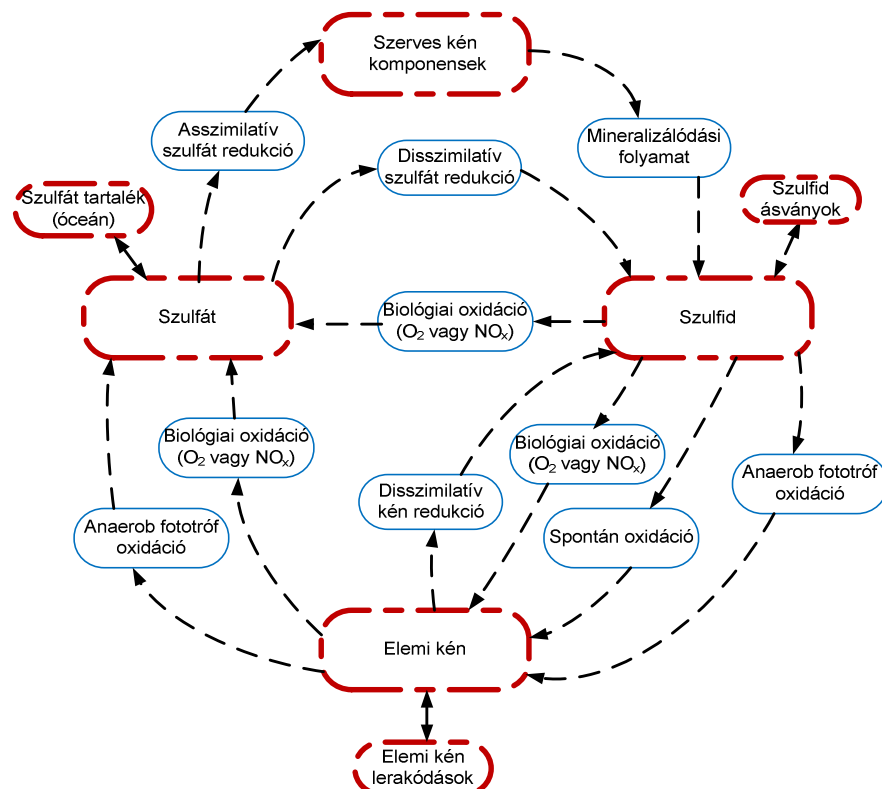 Szerves kén
komponensek
Asszimilatív
szulfát redukció
Mineralizálódási
folyamat
Disszimilatív
szulfát redukció
Szulfát tartalék
(óceán)
Szulfid
ásványok
Szulfát
Biológiai oxidáció
(O₂ vagy NOₓ)
Szulfid
Biológiai oxidáció
(O₂ vagy NOₓ)
Biológiai oxidáció
(O₂ vagy NOₓ)
Anaerob fototróf
oxidáció
Disszimilatív
kén redukció
Anaerob fototróf
oxidáció
Spontán oxidáció
Elemi kén
Elemi kén
lerakódások